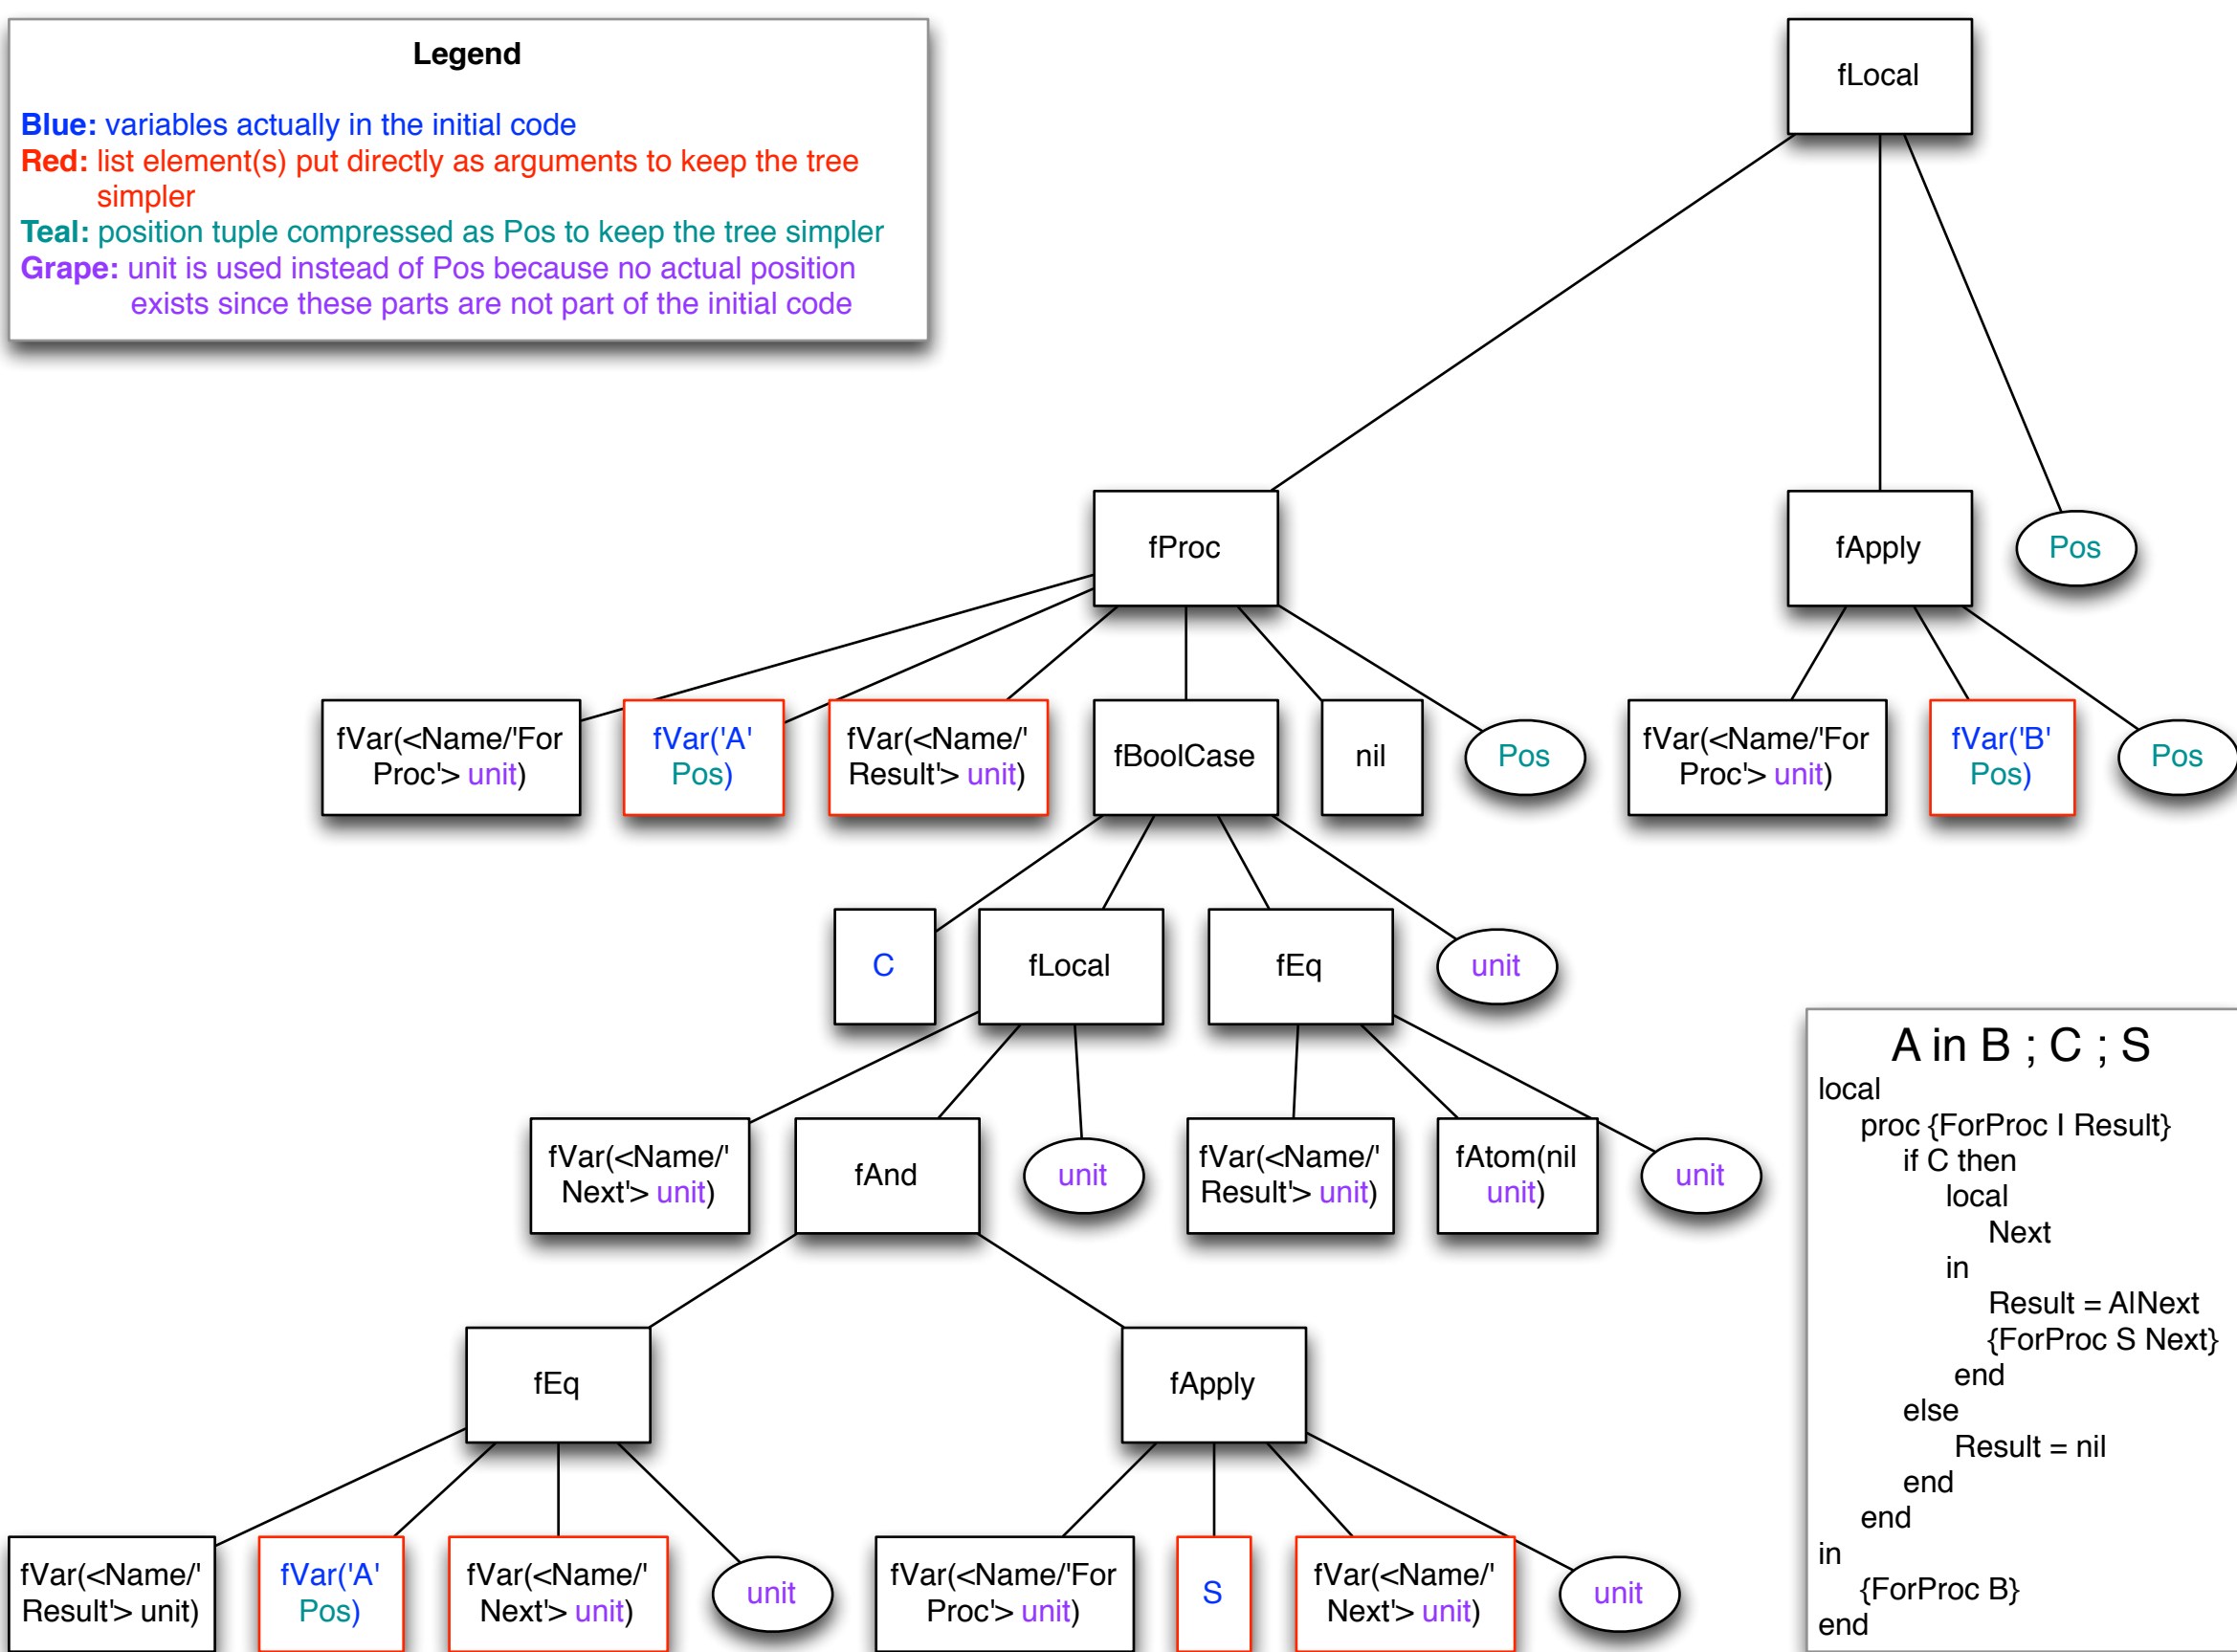 Legend
Blue: variables actually in the initial code
Red: list element(s) put directly as arguments to keep the tree
simpler
Teal: position tuple compressed as Pos to keep the tree simpler
Grape: unit is used instead of Pos because no actual position
exists since these parts are not part of the initial code
fLocal
fProc
fApply
Pos
fVar(<Name/'For
Proc'> unit)
fVar('A'
Pos)
fVar(<Name/'
Result'> unit)
fBoolCase
nil
Pos
fVar(<Name/'For
Proc'> unit)
fVar('B'
Pos)
Pos
C
fLocal
fEq
unit
fVar(<Name/'
Next'> unit)
fAnd
unit
fVar(<Name/'
Result'> unit)
fAtom(nil
unit)
unit
fEq
fApply
fVar(<Name/'
Result'> unit)
fVar('A'
Pos)
fVar(<Name/'
Next'> unit)
unit
fVar(<Name/'For
Proc'> unit)
S
fVar(<Name/'
Next'> unit)
unit
A in B ; C ; S
local
proc {ForProc I Result}
if C then
local
Next
in
Result = A|Next
{ForProc S Next}
end
else
Result = nil
end
end
in
{ForProc B}
end